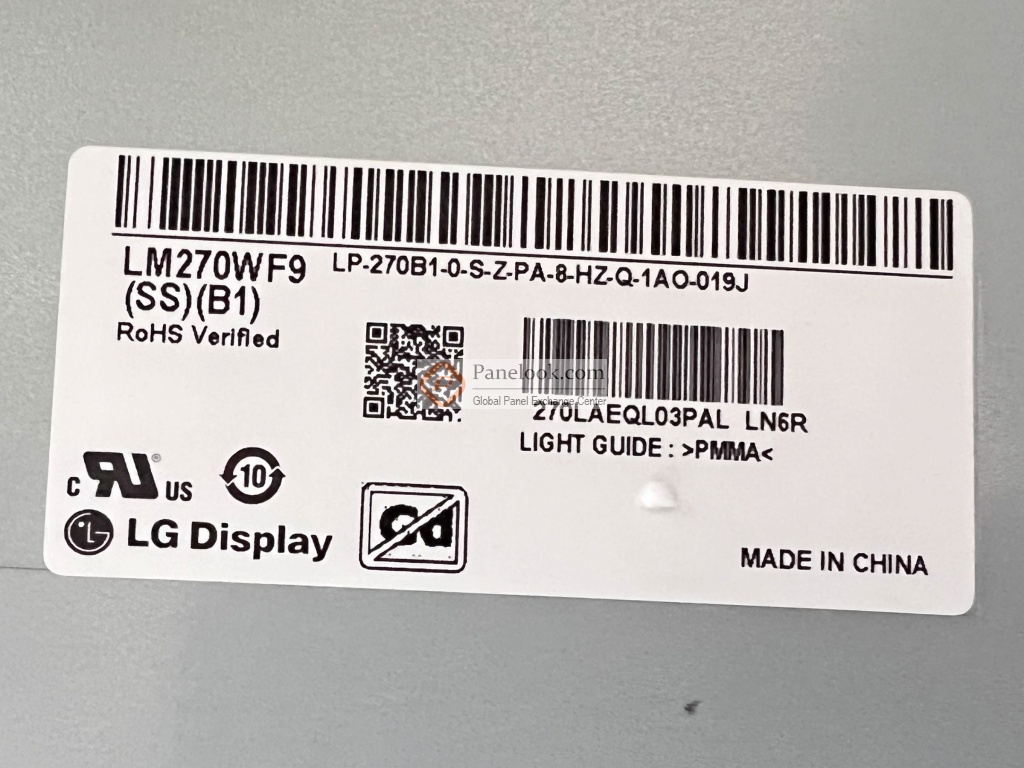 LM270WF9 LP-270B1-0-S-Z-PA-8-HZ-Q-1AO-019J
(SS)(B1)
RoHS Verified
Panelook.com
Global Panel Exchange Center
270LAEQL03PAL LN6R
LIGHT GUIDE : >PMMA<
c RU ® US
10
LG Display
Cd
MADE IN CHINA